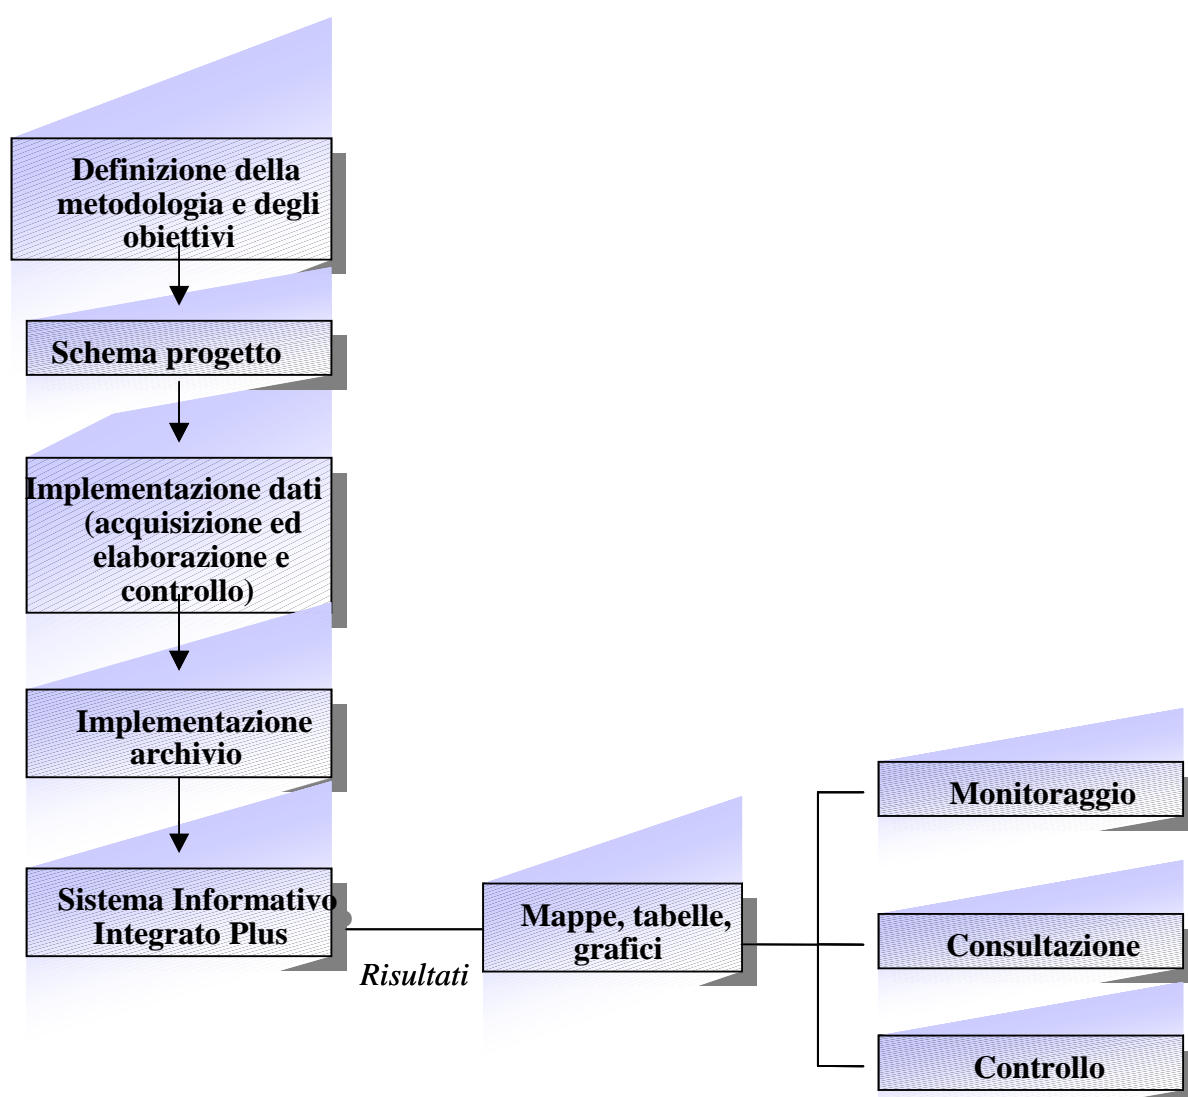 Definizione della
metodologia e degli
obiettivi
Schema progetto
Implementazione dati
(acquisizione ed
elaborazione e
controllo)
Implementazione
archivio
Sistema Informativo
Integrato Plus
Risultati
Mappe, tabelle,
grafici
Monitoraggio
Consultazione
Controllo